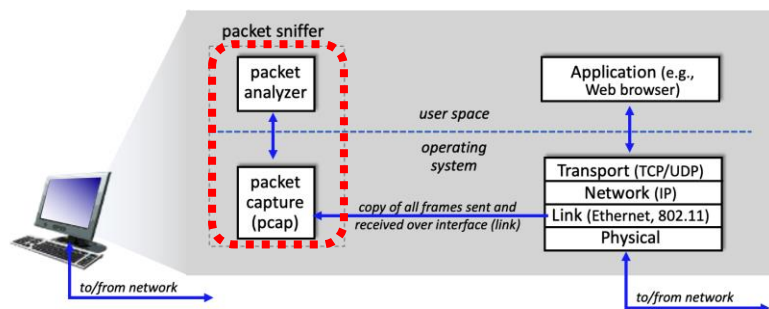 packet sniffer
packet
analyzer
Application (e.g.,
Web browser)
user space
operating
system
packet
capture
(pcap)
copy of all frames sent and
received over interface (link)
Transport (TCP/UDP)
Network (IP)
Link (Ethernet, 802.11)
Physical
to/from network
to/from network